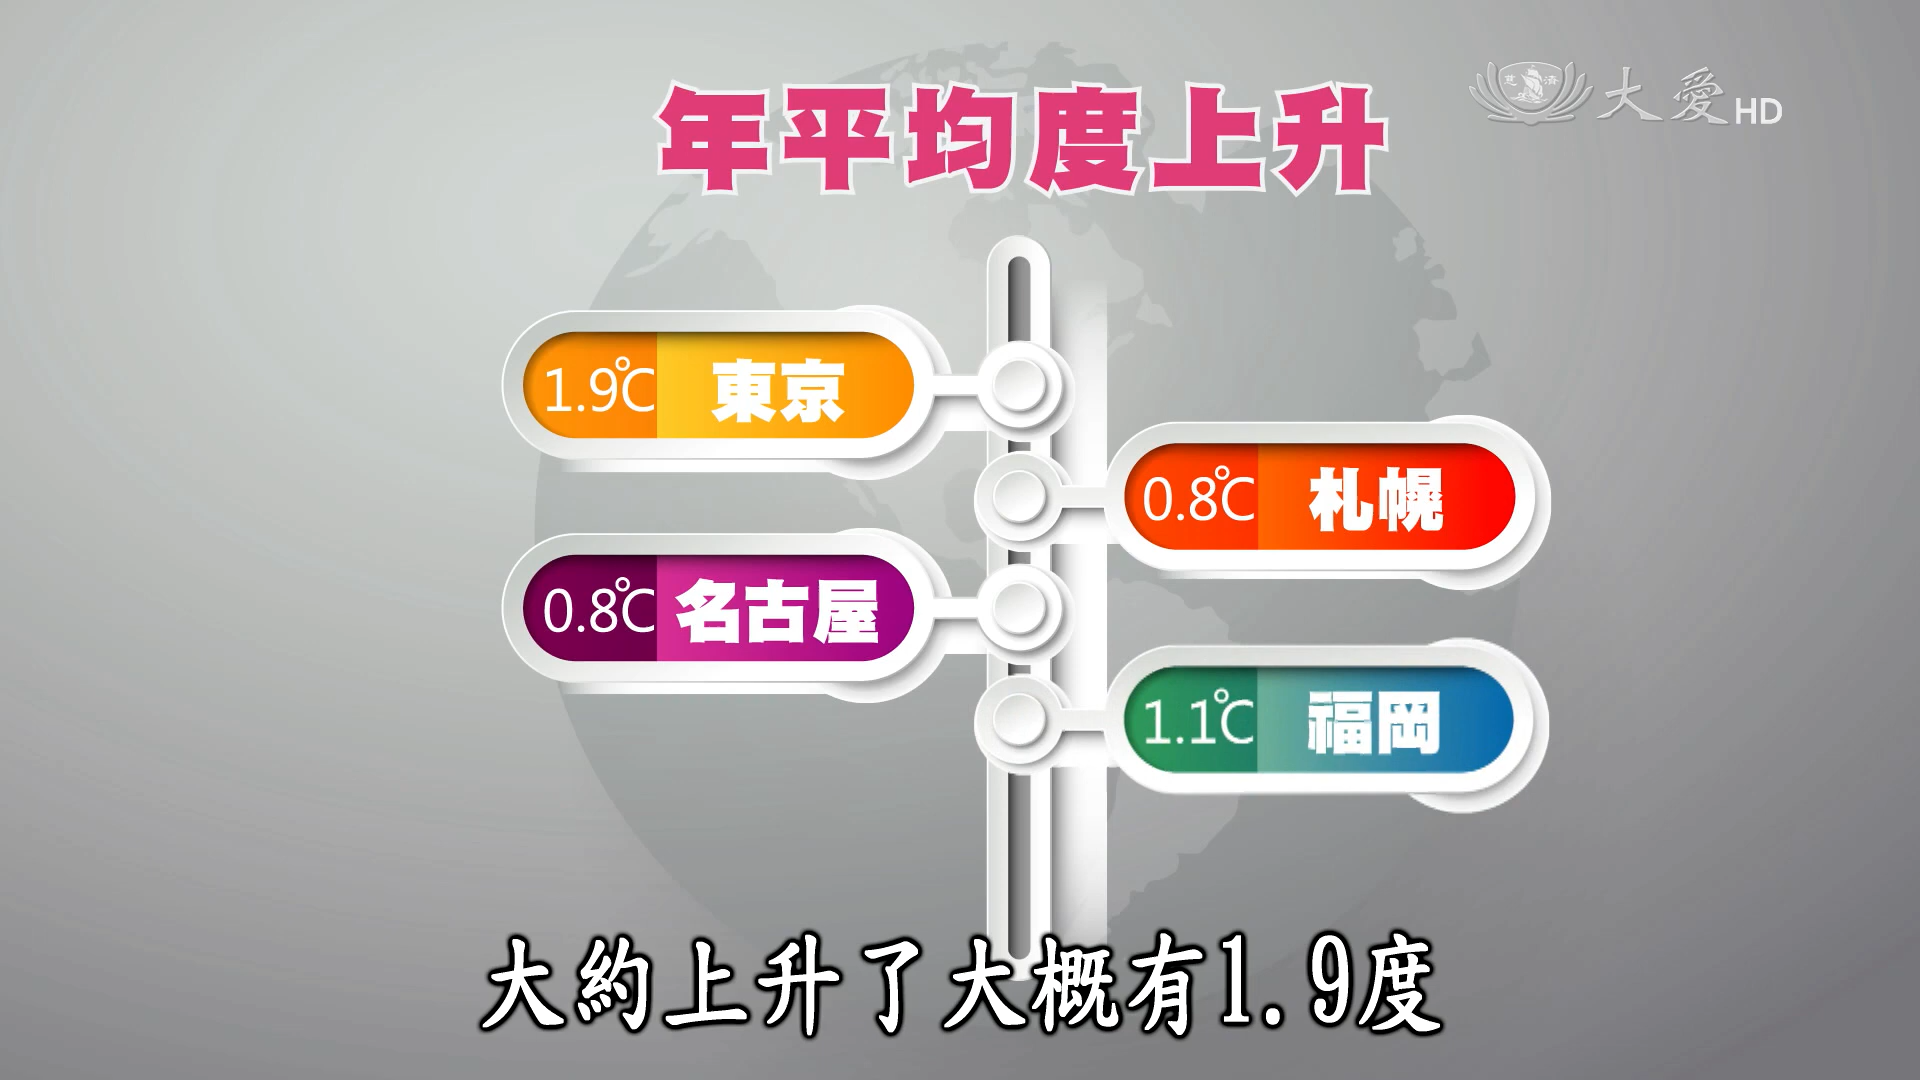 年平均度上升
慈濟
大愛HD
1.9℃ 東京
0.8℃ 札幌
0.8℃ 名古屋
1.1℃ 福岡
大約上升了大概有1.9度